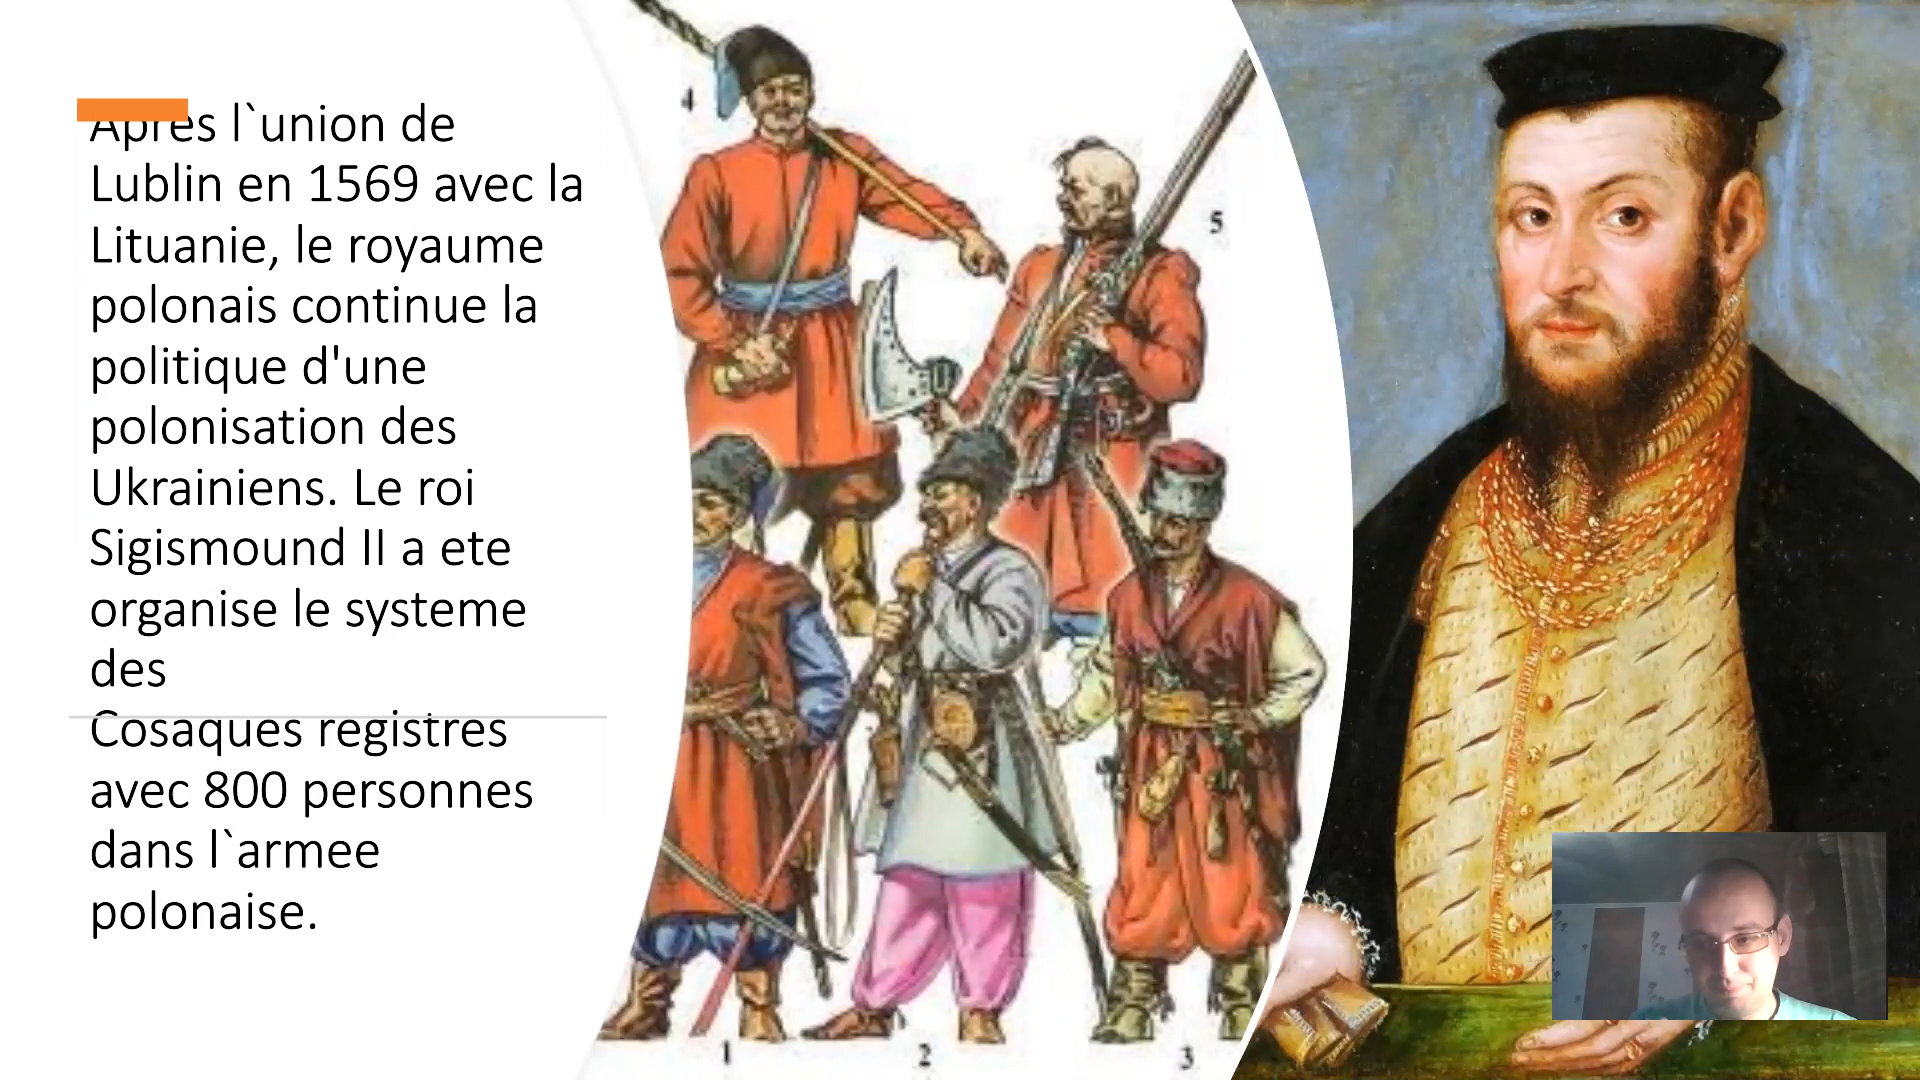 Apres l`union de
Lublin en 1569 avec la
Lituanie, le royaume
polonais continue la
politique d'une
polonisation des
Ukrainiens. Le roi
Sigismound II a ete
organise le systeme
des
Cosaques registres
avec 800 personnes
dans l`armee
polonaise.
4
5
1
2
3